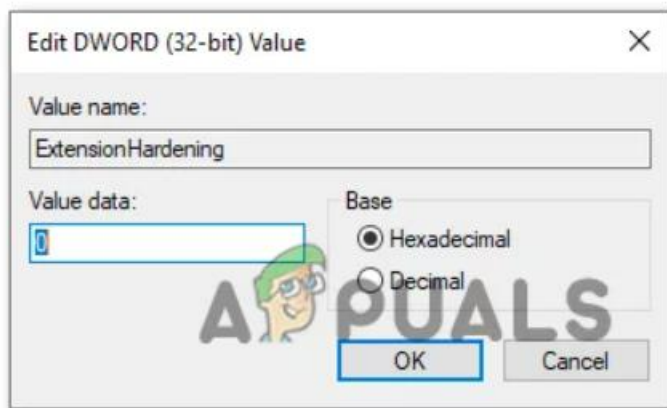 Edit DWORD (32-bit) Value
Value name:
ExtensionHardening
Value data:
0
Base
Hexadecimal
Decimal
APPUALS
OK
Cancel